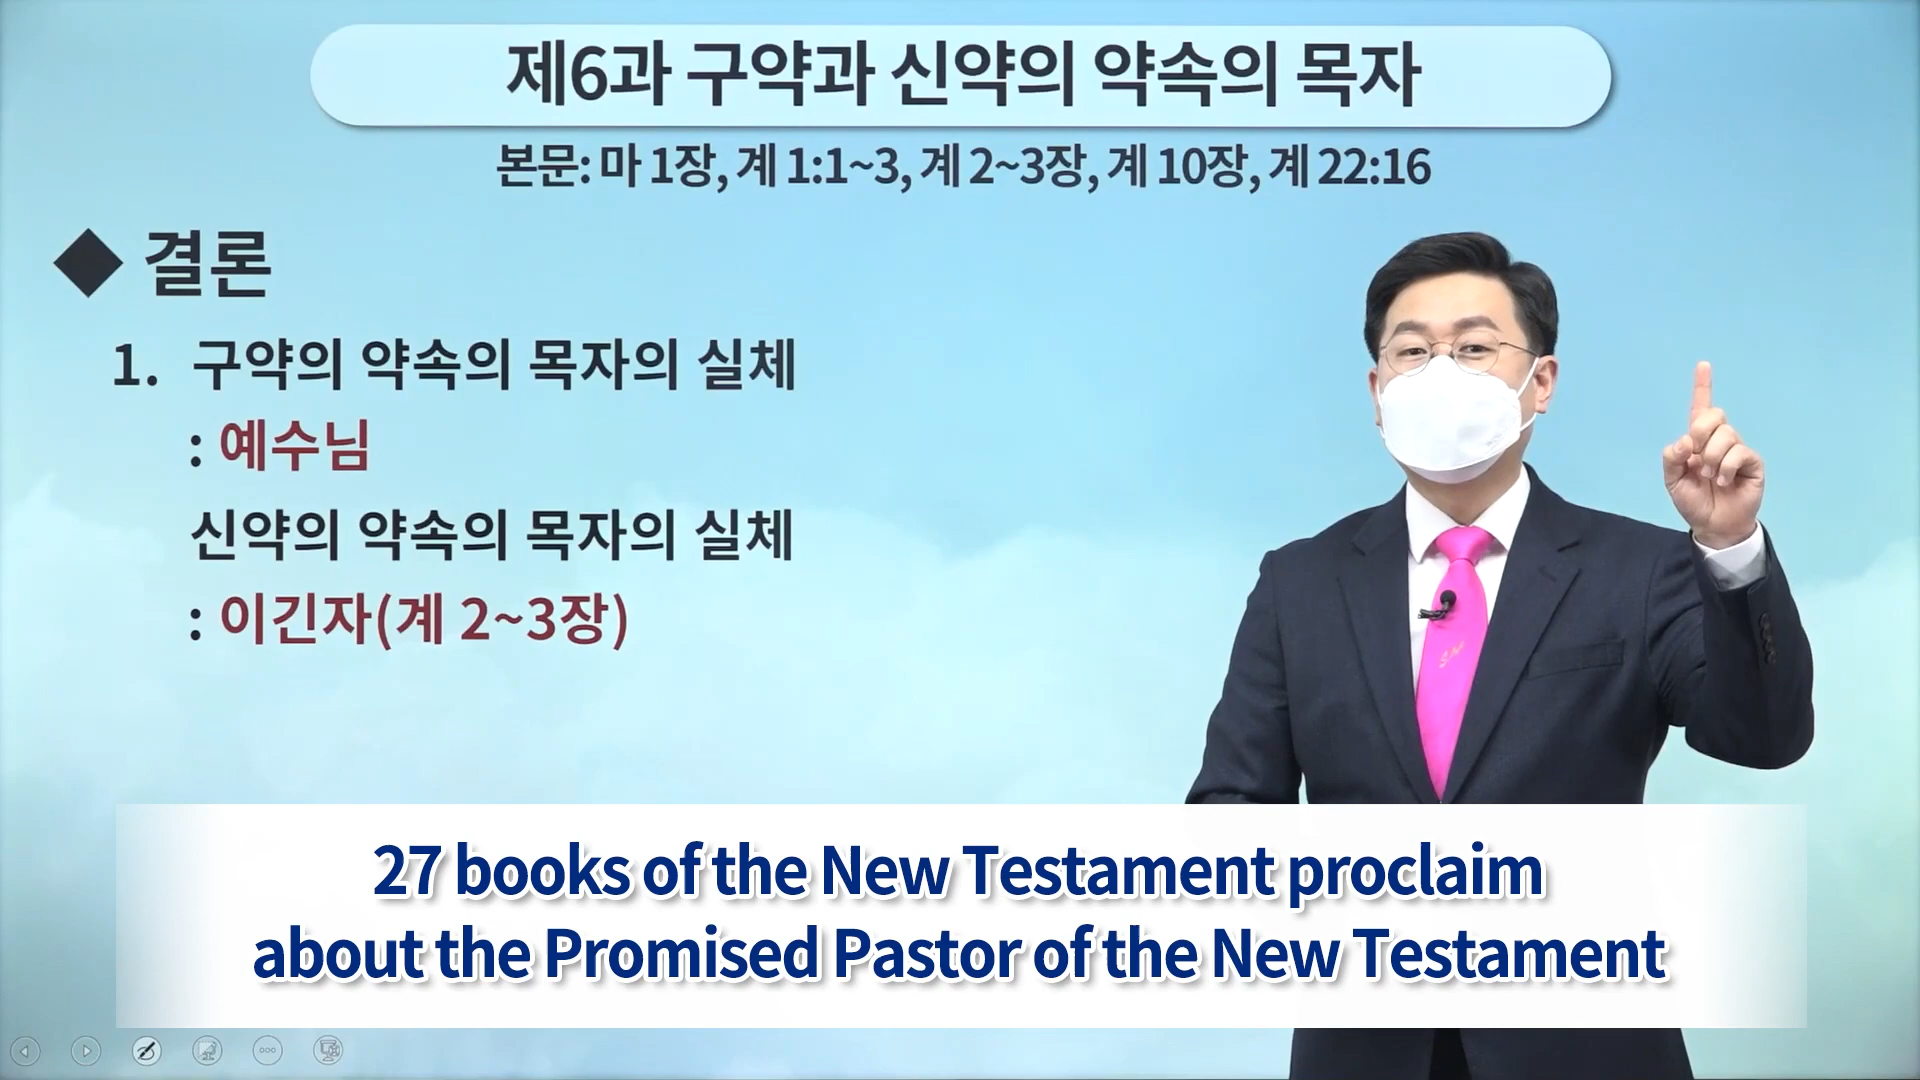 제6과 구약과 신약의 약속의 목자
본문: 마 1장, 계 1:1~3, 계 2~3장, 계 10장, 계 22:16
◆ 결론
1. 구약의 약속의 목자의 실체
: 예수님
신약의 약속의 목자의 실체
: 이긴자(계 2~3장)
27 books of the New Testament proclaim
about the Promised Pastor of the New Testament